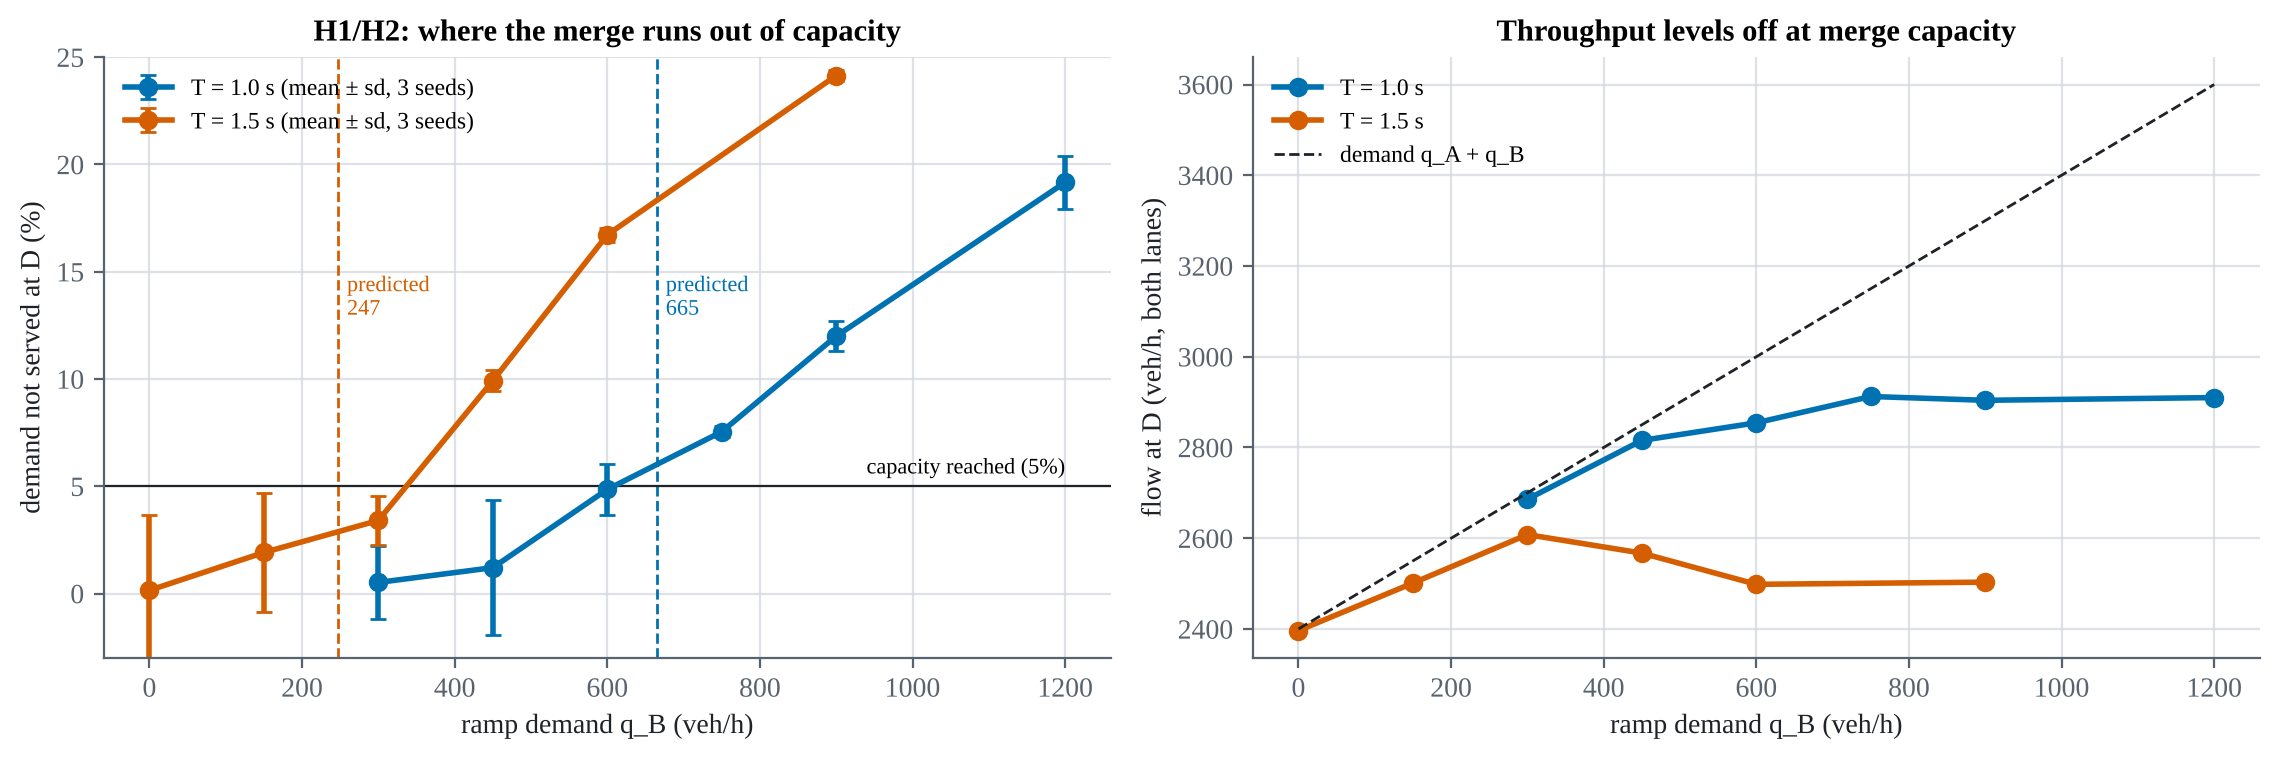 H1/H2: where the merge runs out of capacity
demand not served at D (%)
25
20
15
10
5
0
T = 1.0 s (mean ± sd, 3 seeds)
T = 1.5 s (mean ± sd, 3 seeds)
predicted
247
predicted
665
capacity reached (5%)
0 200 400 600 800 1000 1200
ramp demand q_B (veh/h)
Throughput levels off at merge capacity
flow at D (veh/h, both lanes)
3600
3400
3200
3000
2800
2600
2400
T = 1.0 s
T = 1.5 s
demand q_A + q_B
0 200 400 600 800 1000 1200
ramp demand q_B (veh/h)